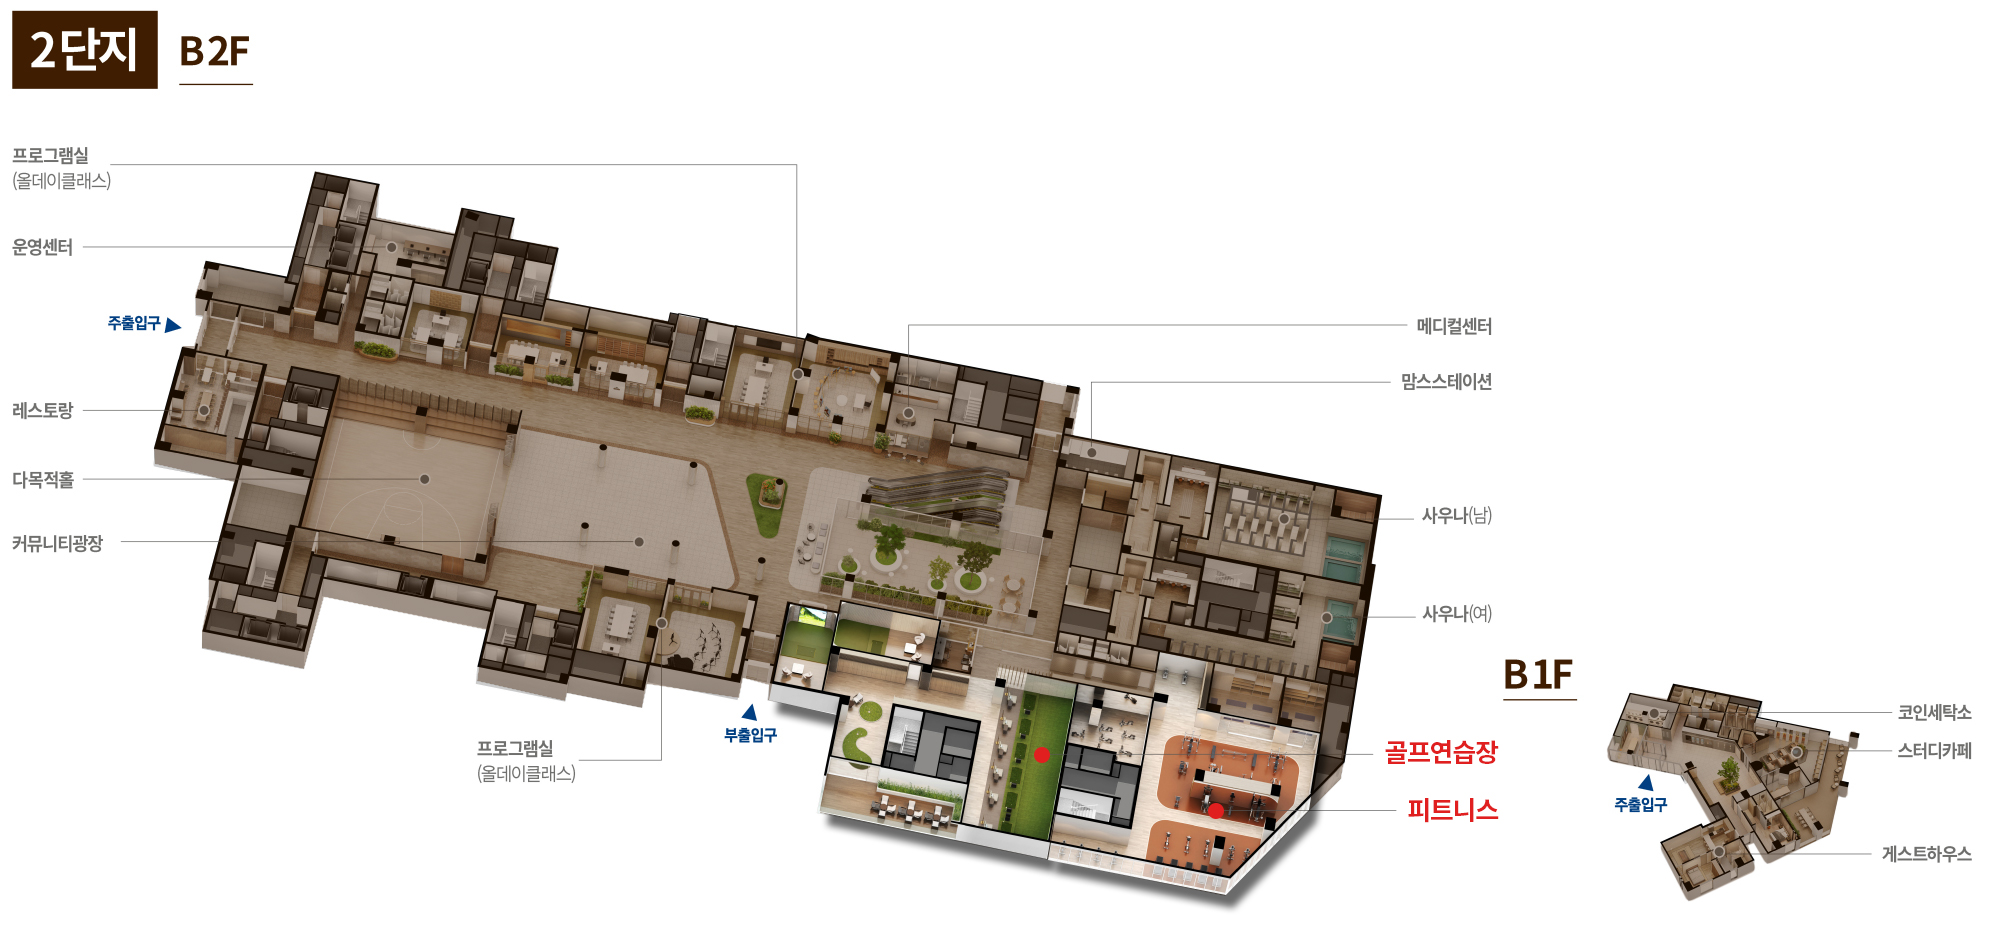 2단지 B2F
프로그램실
(올데이클래스)
운영센터
주출입구
레스토랑
다목적홀
커뮤니티광장
프로그램실
(올데이클래스)
부출입구
메디컬센터
맘스스테이션
사우나(남)
사우나(여)
골프연습장
피트니스
B1F
코인세탁소
스터디카페
주출입구
게스트하우스